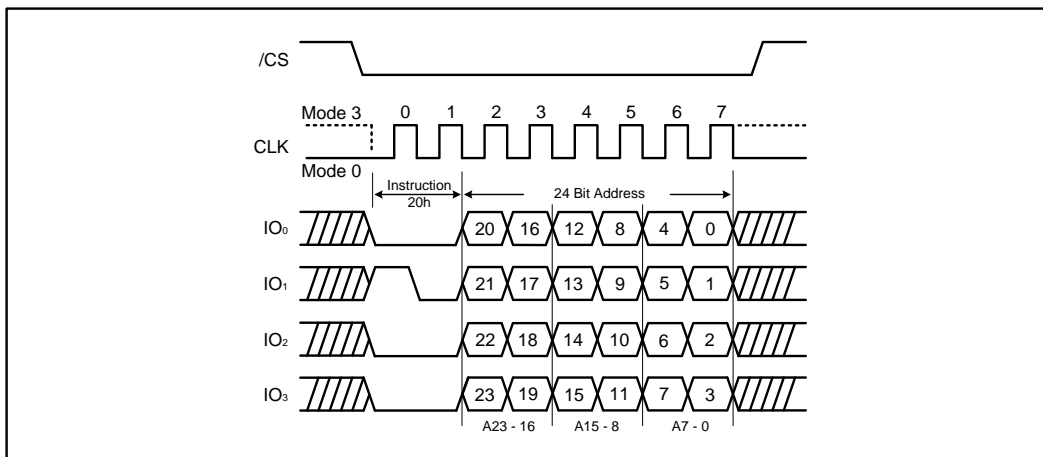 /CS
Mode 3 0 1 2 3 4 5 6 7
CLK
Mode 0
Instruction 24 Bit Address
20h
IO₀ 20 16 12 8 4 0
IO₁ 21 17 13 9 5 1
IO₂ 22 18 14 10 6 2
IO₃ 23 19 15 11 7 3
A23 - 16 A15 - 8 A7 - 0